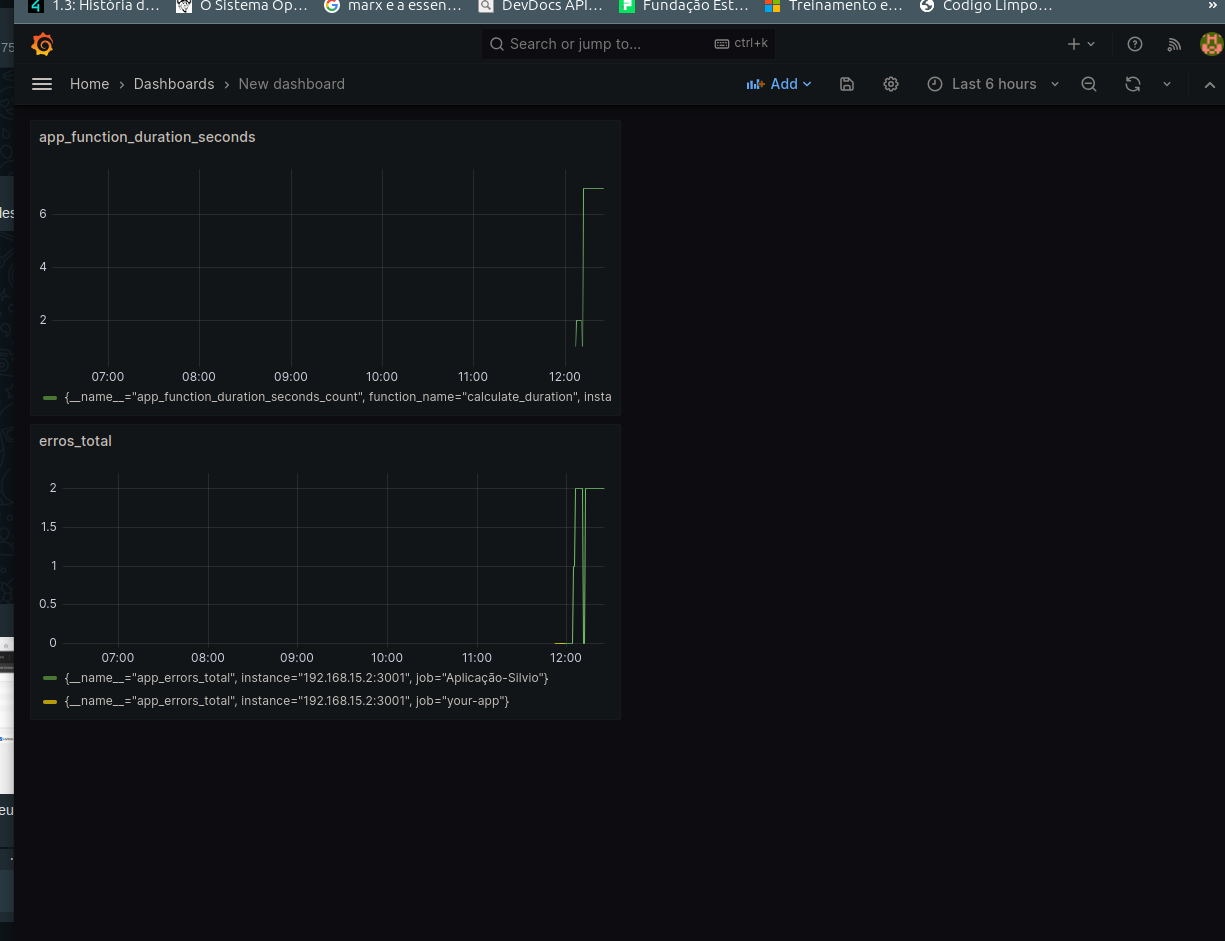 1.3: História d... O Sistema Op... marx e a essen... DevDocs API... Fundação Est... Treinamento e... Código Limpo... »
75
Search or jump to... ctrl+k
Home › Dashboards › New dashboard Add Last 6 hours
app_function_duration_seconds
6
4
2
07:00 08:00 09:00 10:00 11:00 12:00
{__name__="app_function_duration_seconds_count", function_name="calculate_duration", insta
erros_total
2
1.5
1
0.5
0
07:00 08:00 09:00 10:00 11:00 12:00
{__name__="app_errors_total", instance="192.168.15.2:3001", job="Aplicação-Silvio"}
{__name__="app_errors_total", instance="192.168.15.2:3001", job="your-app"}
les
eu